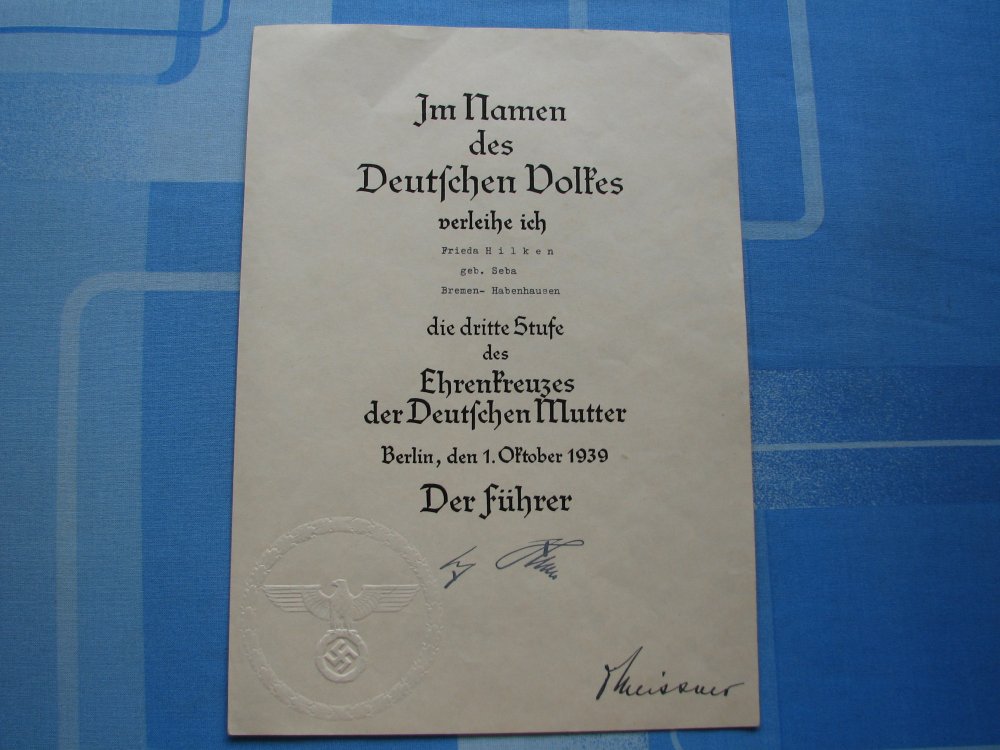 Im Namen
des
Deutschen Volkes
verleihe ich
Frieda H i l k e n
geb. Seba
Bremen- Habenhausen
die dritte Stufe
des
Ehrenkreuzes
der Deutschen Mutter
Berlin, den 1. Oktober 1939
Der Führer
Meissner